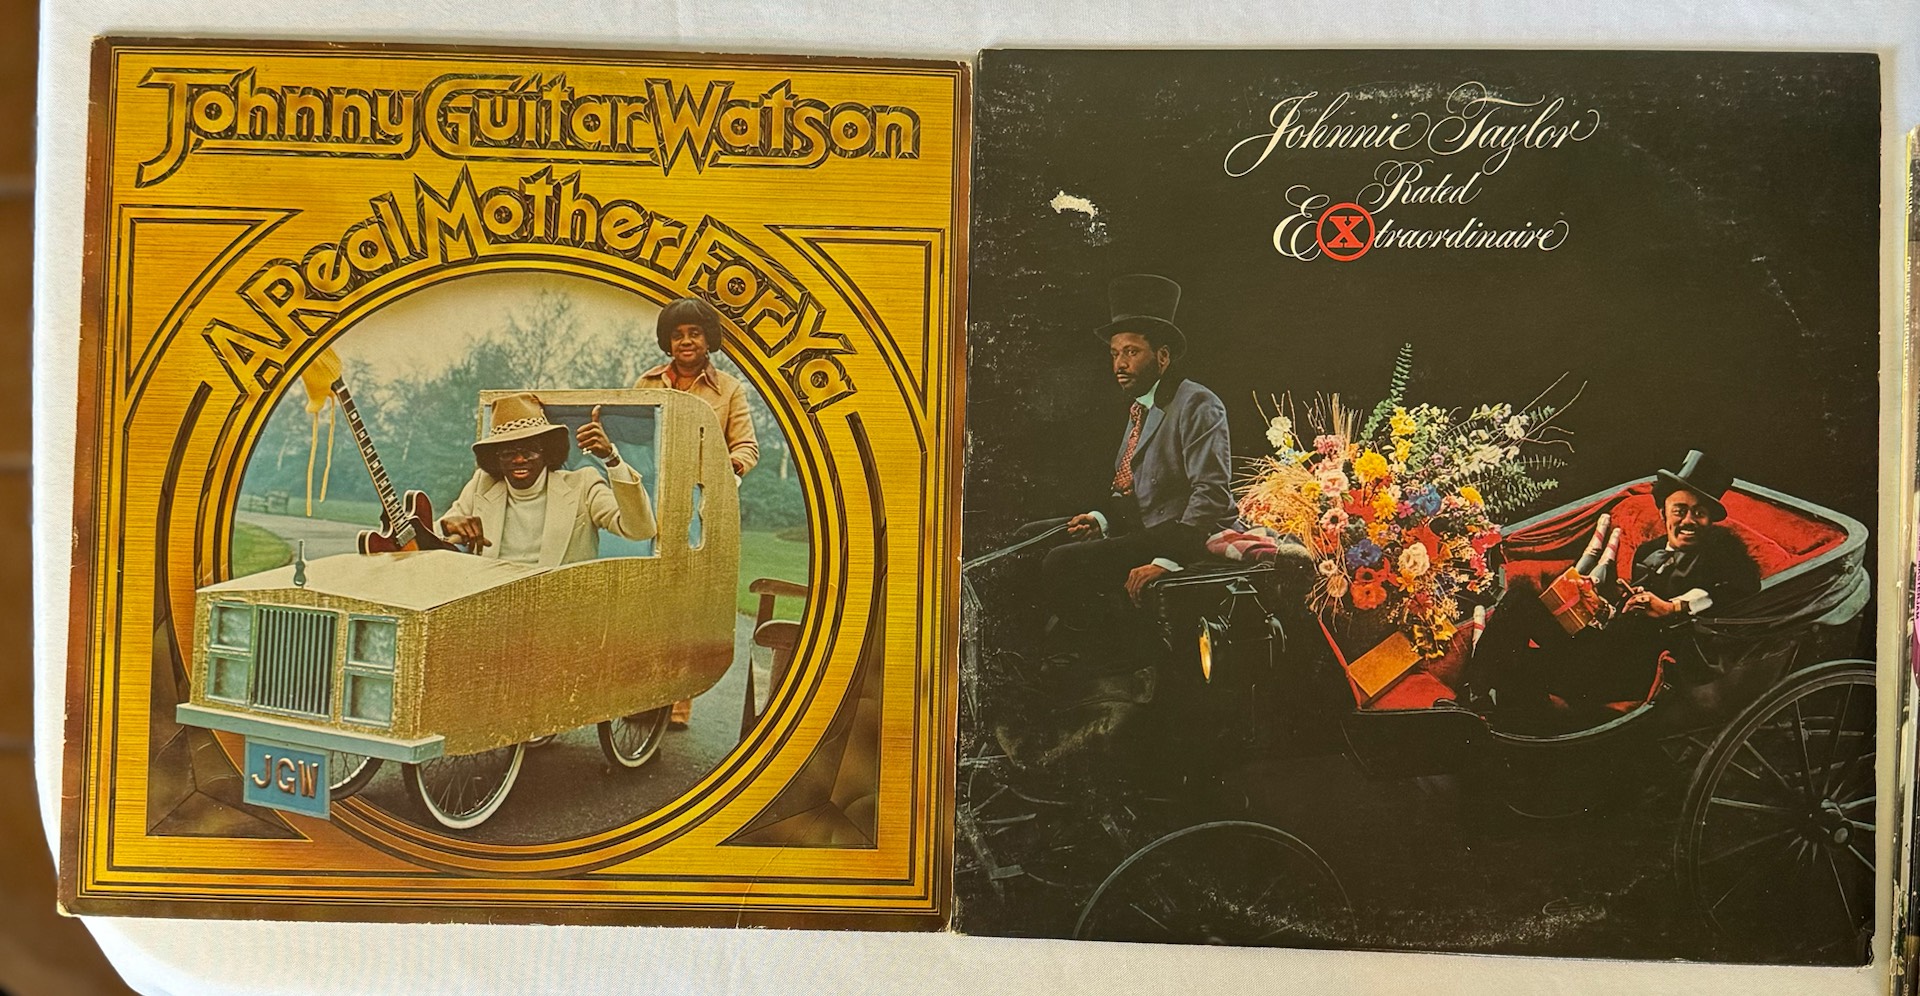 Johnny Guitar Watson
A Real Mother For Ya
JGW
Johnnie Taylor
Rated
Extraordinaire